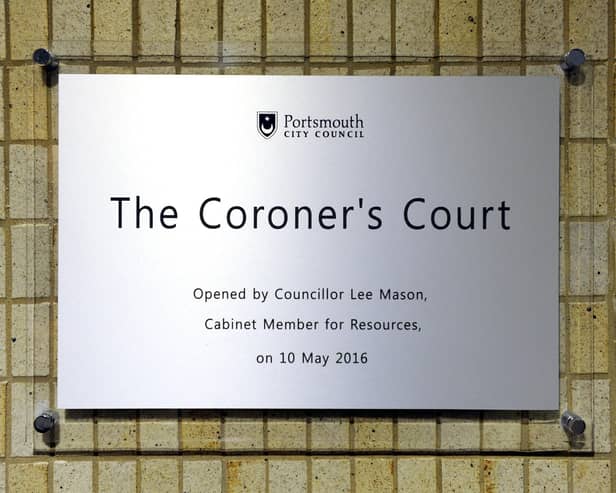 Portsmouth
CITY COUNCIL
The Coroner's Court
Opened by Councillor Lee Mason,
Cabinet Member for Resources,
on 10 May 2016